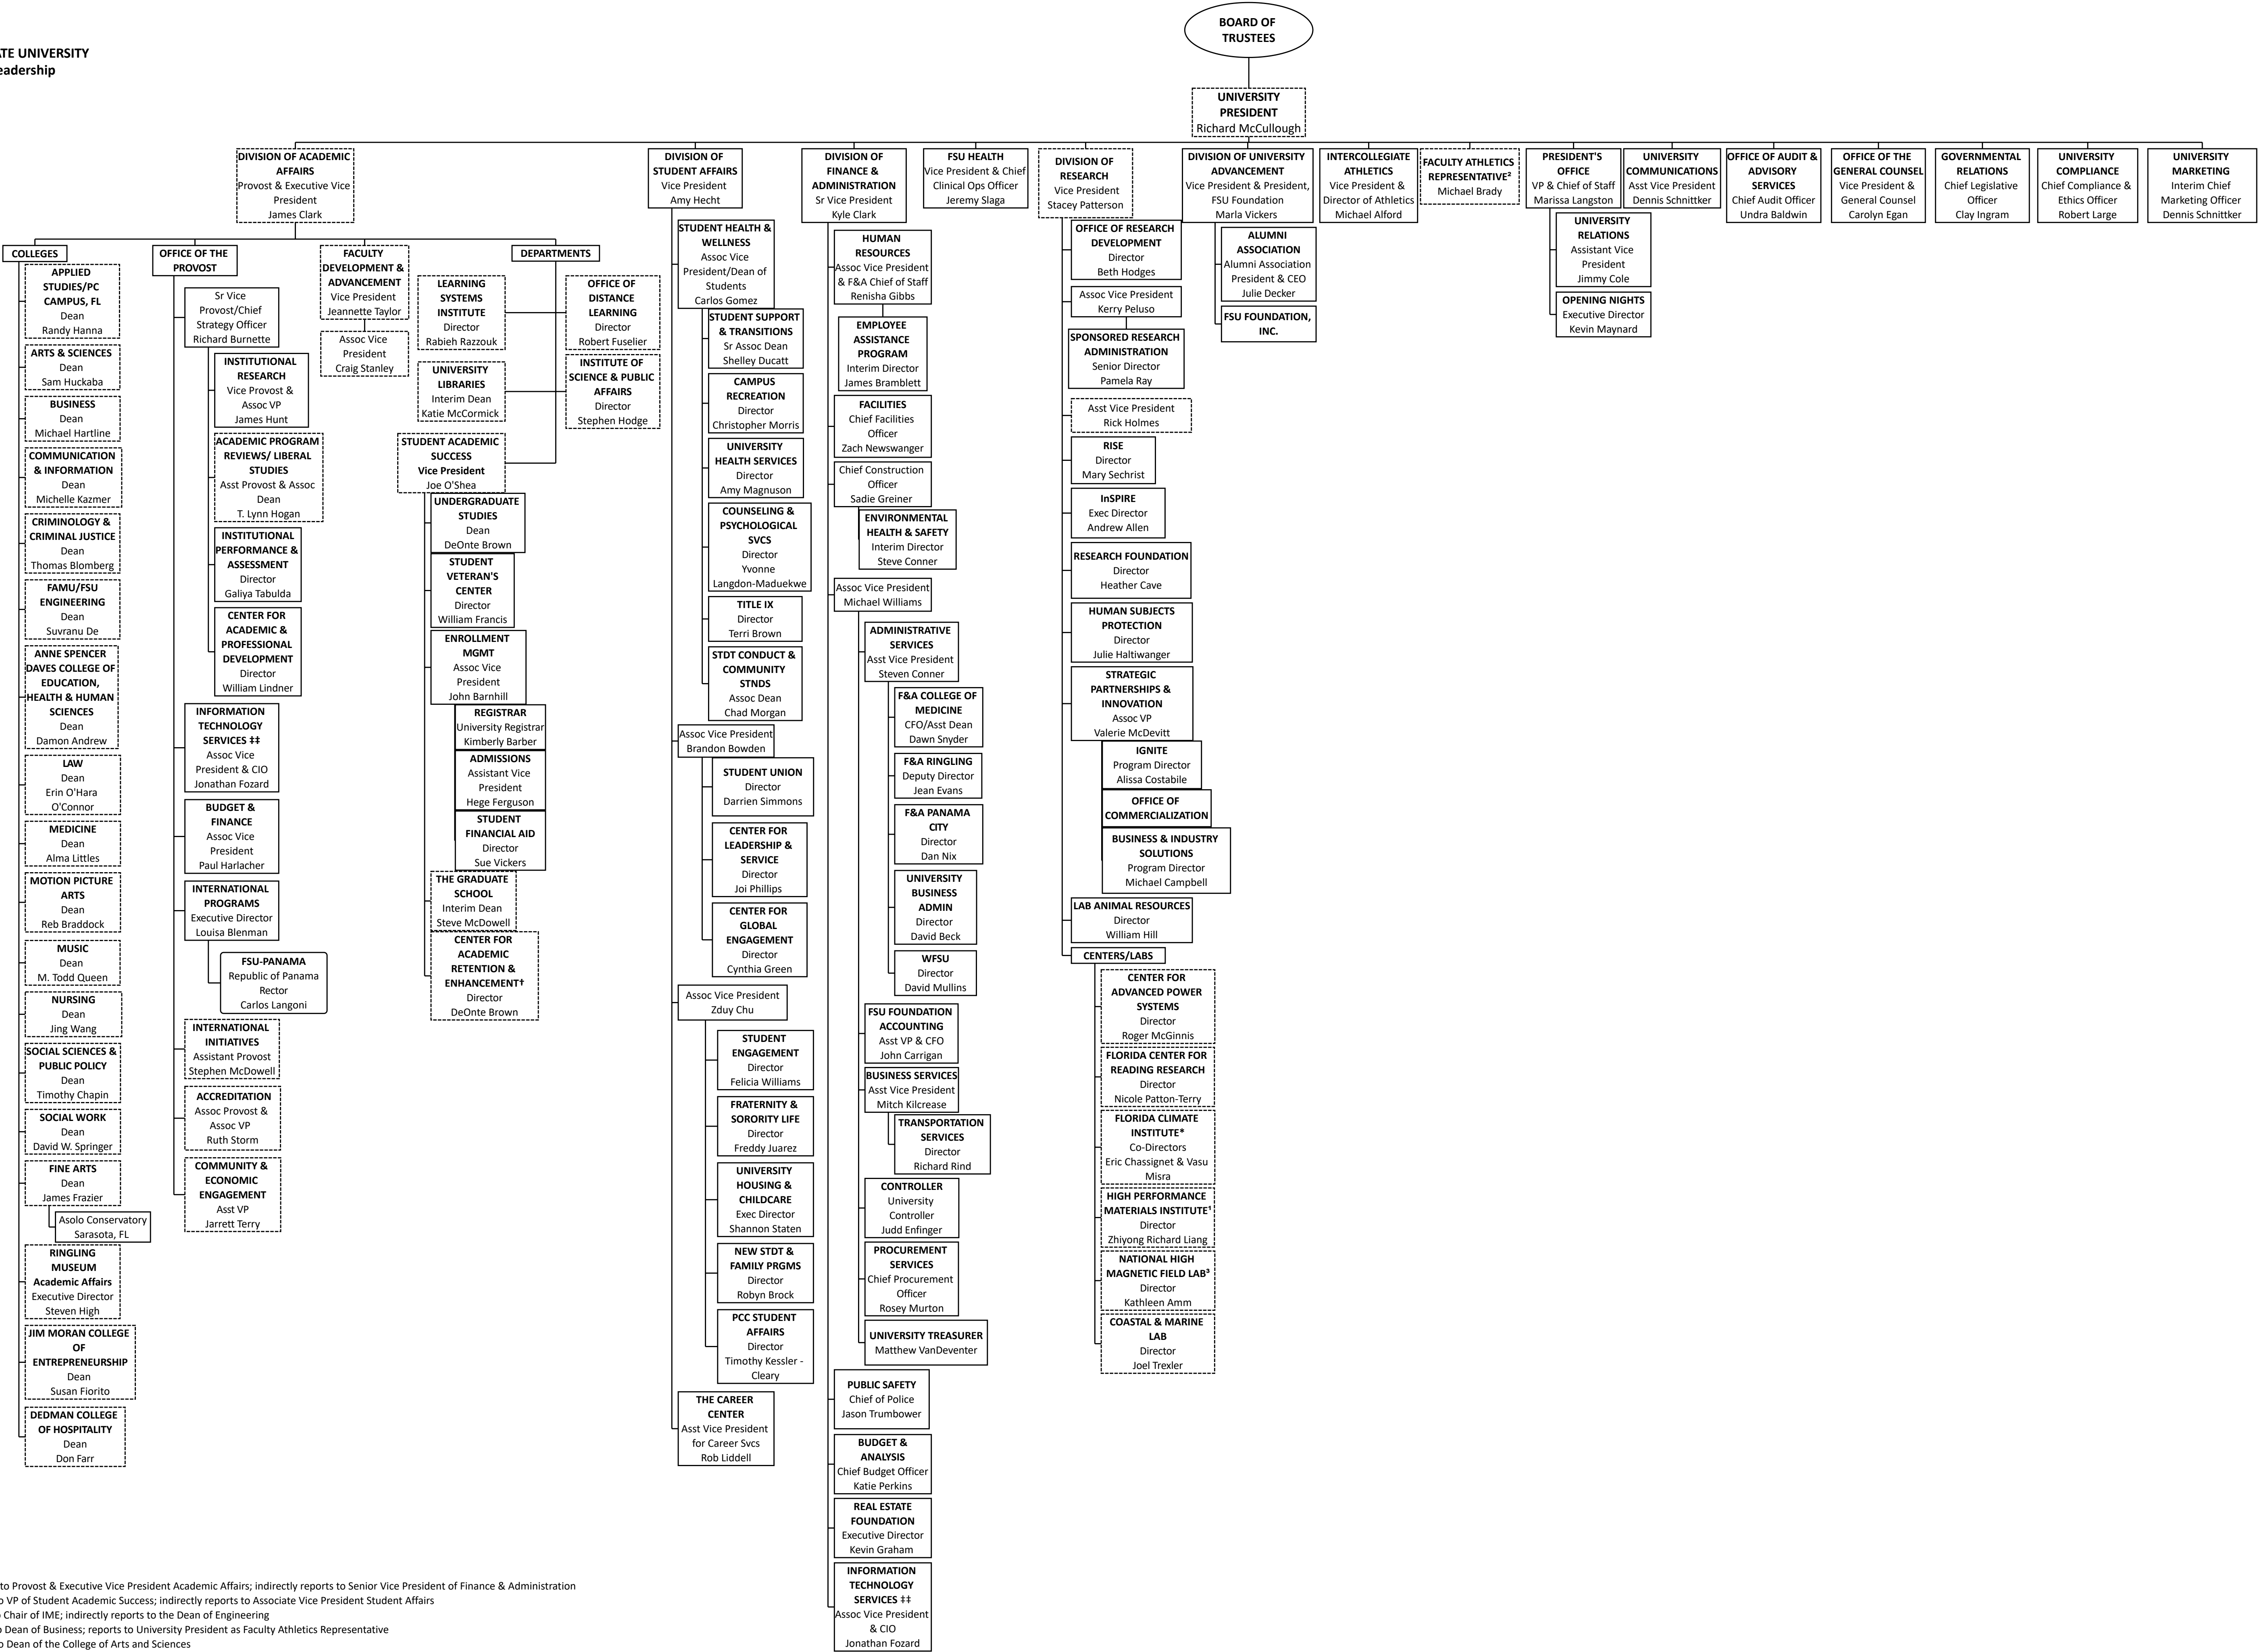 ATE UNIVERSITY
eadership
BOARD OF
TRUSTEES
UNIVERSITY
PRESIDENT
Richard McCullough
DIVISION OF ACADEMIC
AFFAIRS
Provost & Executive Vice
President
James Clark
DIVISION OF
STUDENT AFFAIRS
Vice President
Amy Hecht
DIVISION OF
FINANCE &
ADMINISTRATION
Sr Vice President
Kyle Clark
FSU HEALTH
Vice President & Chief
Clinical Ops Officer
Jeremy Slaga
DIVISION OF
RESEARCH
Vice President
Stacey Patterson
DIVISION OF UNIVERSITY
ADVANCEMENT
Vice President & President,
FSU Foundation
Marla Vickers
INTERCOLLEGIATE
ATHLETICS
Vice President &
Director of Athletics
Michael Alford
FACULTY ATHLETICS
REPRESENTATIVE²
Michael Brady
PRESIDENT'S
OFFICE
VP & Chief of Staff
Marissa Langston
UNIVERSITY
COMMUNICATIONS
Asst Vice President
Dennis Schnittker
OFFICE OF AUDIT &
ADVISORY
SERVICES
Chief Audit Officer
Undra Baldwin
OFFICE OF THE
GENERAL COUNSEL
Vice President &
General Counsel
Carolyn Egan
GOVERNMENTAL
RELATIONS
Chief Legislative
Officer
Clay Ingram
UNIVERSITY
COMPLIANCE
Chief Compliance &
Ethics Officer
Robert Large
UNIVERSITY
MARKETING
Interim Chief
Marketing Officer
Dennis Schnittker
COLLEGES
APPLIED
STUDIES/PC
CAMPUS, FL
Dean
Randy Hanna
ARTS & SCIENCES
Dean
Sam Huckaba
BUSINESS
Dean
Michael Hartline
COMMUNICATION
& INFORMATION
Dean
Michelle Kazmer
CRIMINOLOGY &
CRIMINAL JUSTICE
Dean
Thomas Blomberg
FAMU/FSU
ENGINEERING
Dean
Suvranu De
ANNE SPENCER
DAVES COLLEGE OF
EDUCATION,
HEALTH & HUMAN
SCIENCES
Dean
Damon Andrew
LAW
Dean
Erin O'Hara
O'Connor
MEDICINE
Dean
Alma Littles
MOTION PICTURE
ARTS
Dean
Reb Braddock
MUSIC
Dean
M. Todd Queen
NURSING
Dean
Jing Wang
SOCIAL SCIENCES &
PUBLIC POLICY
Dean
Timothy Chapin
SOCIAL WORK
Dean
David W. Springer
FINE ARTS
Dean
James Frazier
Asolo Conservatory
Sarasota, FL
RINGLING
MUSEUM
Academic Affairs
Executive Director
Steven High
JIM MORAN COLLEGE
OF
ENTREPRENEURSHIP
Dean
Susan Fiorito
DEDMAN COLLEGE
OF HOSPITALITY
Dean
Don Farr
OFFICE OF THE
PROVOST
Sr Vice
Provost/Chief
Strategy Officer
Richard Burnette
INSTITUTIONAL
RESEARCH
Vice Provost &
Assoc VP
James Hunt
ACADEMIC PROGRAM
REVIEWS/ LIBERAL
STUDIES
Asst Provost & Assoc
Dean
T. Lynn Hogan
INSTITUTIONAL
PERFORMANCE &
ASSESSMENT
Director
Galiya Tabulda
CENTER FOR
ACADEMIC &
PROFESSIONAL
DEVELOPMENT
Director
William Lindner
INFORMATION
TECHNOLOGY
SERVICES ‡‡
Assoc Vice
President & CIO
Jonathan Fozard
BUDGET &
FINANCE
Assoc Vice
President
Paul Harlacher
INTERNATIONAL
PROGRAMS
Executive Director
Louisa Blenman
FSU-PANAMA
Republic of Panama
Rector
Carlos Langoni
INTERNATIONAL
INITIATIVES
Assistant Provost
Stephen McDowell
ACCREDITATION
Assoc Provost &
Assoc VP
Ruth Storm
COMMUNITY &
ECONOMIC
ENGAGEMENT
Asst VP
Jarrett Terry
FACULTY
DEVELOPMENT &
ADVANCEMENT
Vice President
Jeannette Taylor
Assoc Vice
President
Craig Stanley
DEPARTMENTS
LEARNING
SYSTEMS
INSTITUTE
Director
Rabieh Razzouk
OFFICE OF
DISTANCE
LEARNING
Director
Robert Fuselier
UNIVERSITY
LIBRARIES
Interim Dean
Katie McCormick
INSTITUTE OF
SCIENCE & PUBLIC
AFFAIRS
Director
Stephen Hodge
STUDENT ACADEMIC
SUCCESS
Vice President
Joe O'Shea
UNDERGRADUATE
STUDIES
Dean
DeOnte Brown
STUDENT
VETERAN'S
CENTER
Director
William Francis
ENROLLMENT
MGMT
Assoc Vice
President
John Barnhill
REGISTRAR
University Registrar
Kimberly Barber
ADMISSIONS
Assistant Vice
President
Hege Ferguson
STUDENT
FINANCIAL AID
Director
Sue Vickers
THE GRADUATE
SCHOOL
Interim Dean
Steve McDowell
CENTER FOR
ACADEMIC
RETENTION &
ENHANCEMENT†
Director
DeOnte Brown
STUDENT HEALTH &
WELLNESS
Assoc Vice
President/Dean of
Students
Carlos Gomez
STUDENT SUPPORT
& TRANSITIONS
Sr Assoc Dean
Shelley Ducatt
CAMPUS
RECREATION
Director
Christopher Morris
UNIVERSITY
HEALTH SERVICES
Director
Amy Magnuson
COUNSELING &
PSYCHOLOGICAL
SVCS
Director
Yvonne
Langdon-Maduekwe
TITLE IX
Director
Terri Brown
STDT CONDUCT &
COMMUNITY
STNDS
Assoc Dean
Chad Morgan
Assoc Vice President
Brandon Bowden
STUDENT UNION
Director
Darrien Simmons
CENTER FOR
LEADERSHIP &
SERVICE
Director
Joi Phillips
CENTER FOR
GLOBAL
ENGAGEMENT
Director
Cynthia Green
Assoc Vice President
Zduy Chu
STUDENT
ENGAGEMENT
Director
Felicia Williams
FRATERNITY &
SORORITY LIFE
Director
Freddy Juarez
UNIVERSITY
HOUSING &
CHILDCARE
Exec Director
Shannon Staten
NEW STDT &
FAMILY PRGMS
Director
Robyn Brock
PCC STUDENT
AFFAIRS
Director
Timothy Kessler -
Cleary
THE CAREER
CENTER
Asst Vice President
for Career Svcs
Rob Liddell
HUMAN
RESOURCES
Assoc Vice President
& F&A Chief of Staff
Renisha Gibbs
EMPLOYEE
ASSISTANCE
PROGRAM
Interim Director
James Bramblett
FACILITIES
Chief Facilities
Officer
Zach Newswanger
Chief Construction
Officer
Sadie Greiner
ENVIRONMENTAL
HEALTH & SAFETY
Interim Director
Steve Conner
Assoc Vice President
Michael Williams
ADMINISTRATIVE
SERVICES
Asst Vice President
Steven Conner
F&A COLLEGE OF
MEDICINE
CFO/Asst Dean
Dawn Snyder
F&A RINGLING
Deputy Director
Jean Evans
F&A PANAMA
CITY
Director
Dan Nix
UNIVERSITY
BUSINESS
ADMIN
Director
David Beck
WFSU
Director
David Mullins
FSU FOUNDATION
ACCOUNTING
Asst VP & CFO
John Carrigan
BUSINESS SERVICES
Asst Vice President
Mitch Kilcrease
TRANSPORTATION
SERVICES
Director
Richard Rind
CONTROLLER
University
Controller
Judd Enfinger
PROCUREMENT
SERVICES
Chief Procurement
Officer
Rosey Murton
UNIVERSITY TREASURER
Matthew VanDeventer
PUBLIC SAFETY
Chief of Police
Jason Trumbower
BUDGET &
ANALYSIS
Chief Budget Officer
Katie Perkins
REAL ESTATE
FOUNDATION
Executive Director
Kevin Graham
INFORMATION
TECHNOLOGY
SERVICES ‡‡
Assoc Vice President
& CIO
Jonathan Fozard
OFFICE OF RESEARCH
DEVELOPMENT
Director
Beth Hodges
Assoc Vice President
Kerry Peluso
SPONSORED RESEARCH
ADMINISTRATION
Senior Director
Pamela Ray
Asst Vice President
Rick Holmes
RISE
Director
Mary Sechrist
InSPIRE
Exec Director
Andrew Allen
RESEARCH FOUNDATION
Director
Heather Cave
HUMAN SUBJECTS
PROTECTION
Director
Julie Haltiwanger
STRATEGIC
PARTNERSHIPS &
INNOVATION
Assoc VP
Valerie McDevitt
IGNITE
Program Director
Alissa Costabile
OFFICE OF
COMMERCIALIZATION
BUSINESS & INDUSTRY
SOLUTIONS
Program Director
Michael Campbell
LAB ANIMAL RESOURCES
Director
William Hill
CENTERS/LABS
CENTER FOR
ADVANCED POWER
SYSTEMS
Director
Roger McGinnis
FLORIDA CENTER FOR
READING RESEARCH
Director
Nicole Patton-Terry
FLORIDA CLIMATE
INSTITUTE*
Co-Directors
Eric Chassignet & Vasu
Misra
HIGH PERFORMANCE
MATERIALS INSTITUTE¹
Director
Zhiyong Richard Liang
NATIONAL HIGH
MAGNETIC FIELD LAB³
Director
Kathleen Amm
COASTAL & MARINE
LAB
Director
Joel Trexler
ALUMNI
ASSOCIATION
Alumni Association
President & CEO
Julie Decker
FSU FOUNDATION,
INC.
UNIVERSITY
RELATIONS
Assistant Vice
President
Jimmy Cole
OPENING NIGHTS
Executive Director
Kevin Maynard
to Provost & Executive Vice President Academic Affairs; indirectly reports to Senior Vice President of Finance & Administration
o VP of Student Academic Success; indirectly reports to Associate Vice President Student Affairs
Chair of IME; indirectly reports to the Dean of Engineering
o Dean of Business; reports to University President as Faculty Athletics Representative
o Dean of the College of Arts and Sciences